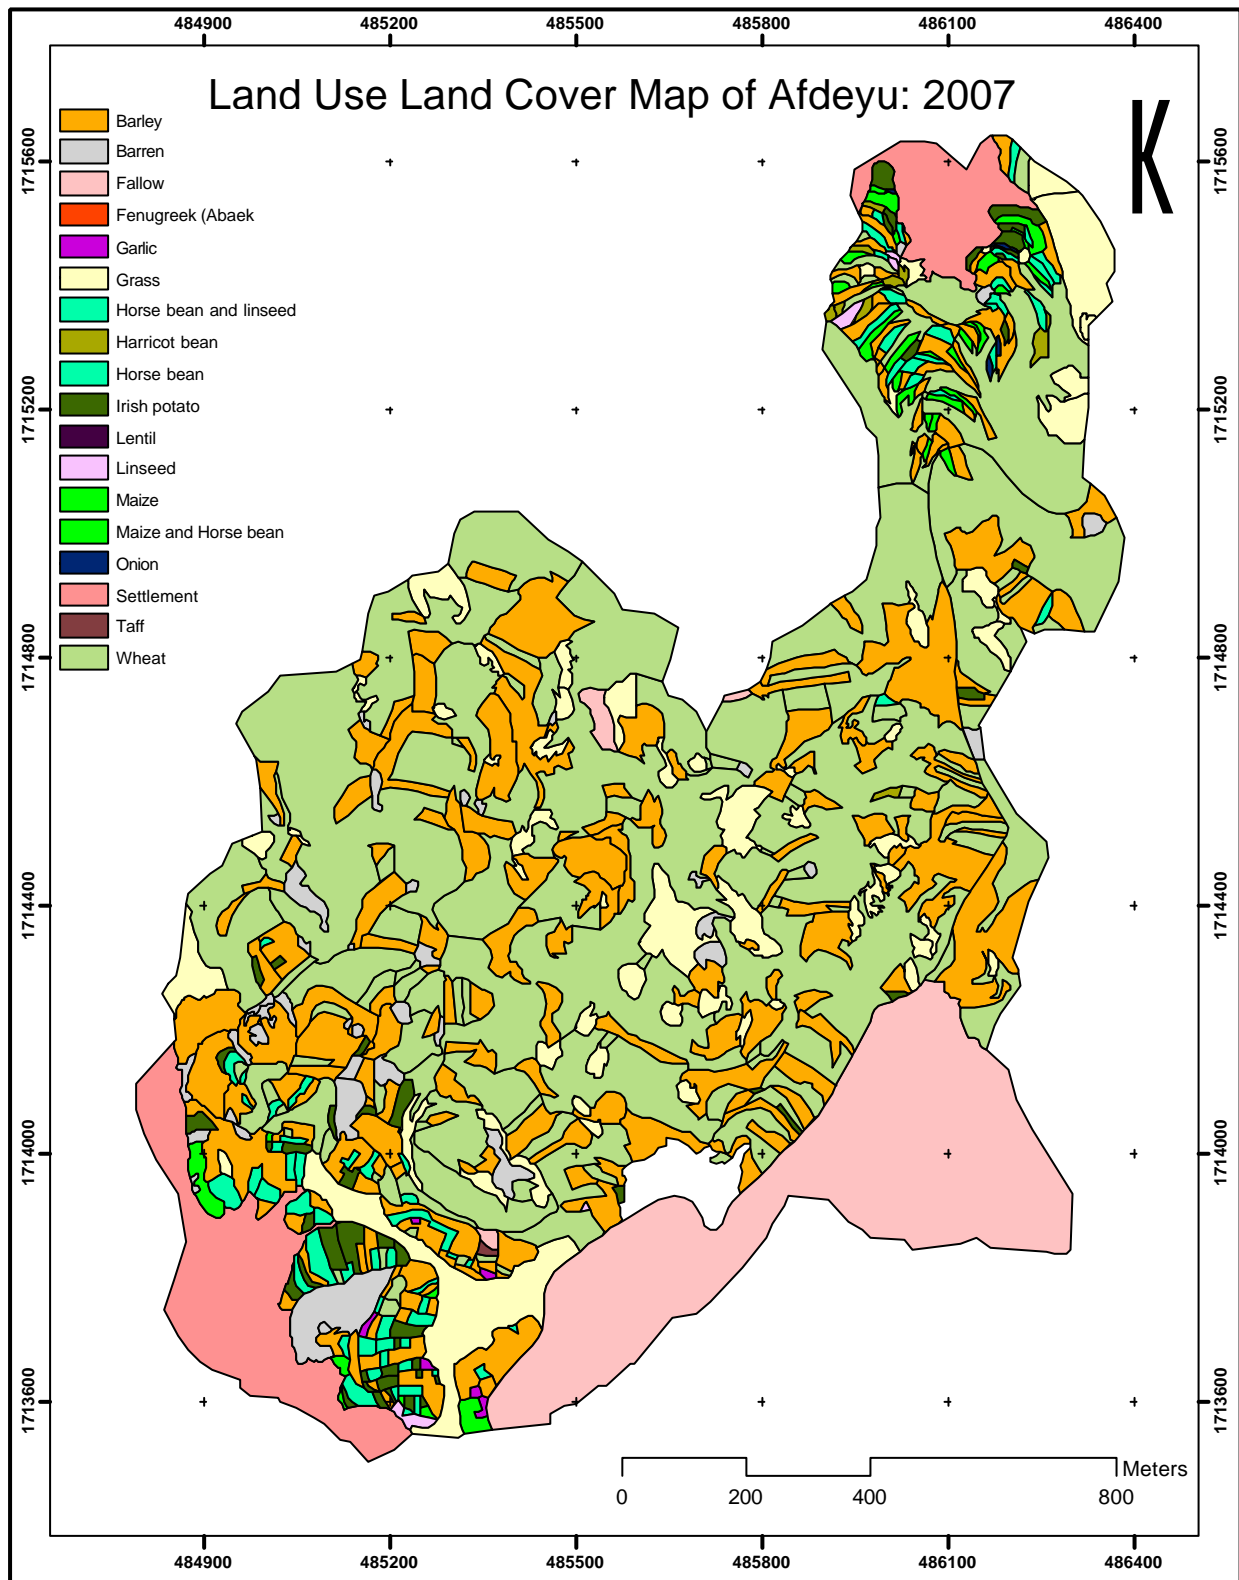 484900 485200 485500 485800 486100 486400
Land Use Land Cover Map of Afdeyu: 2007
K
Barley
Barren
Fallow
Fenugreek (Abaek
Garlic
Grass
Horse bean and linseed
Harricot bean
Horse bean
Irish potato
Lentil
Linseed
Maize
Maize and Horse bean
Onion
Settlement
Taff
Wheat
1715600 1715600
1715200 1715200
1714800 1714800
1714400 1714400
1714000 1714000
1713600 1713600
Meters
0 200 400 800
484900 485200 485500 485800 486100 486400